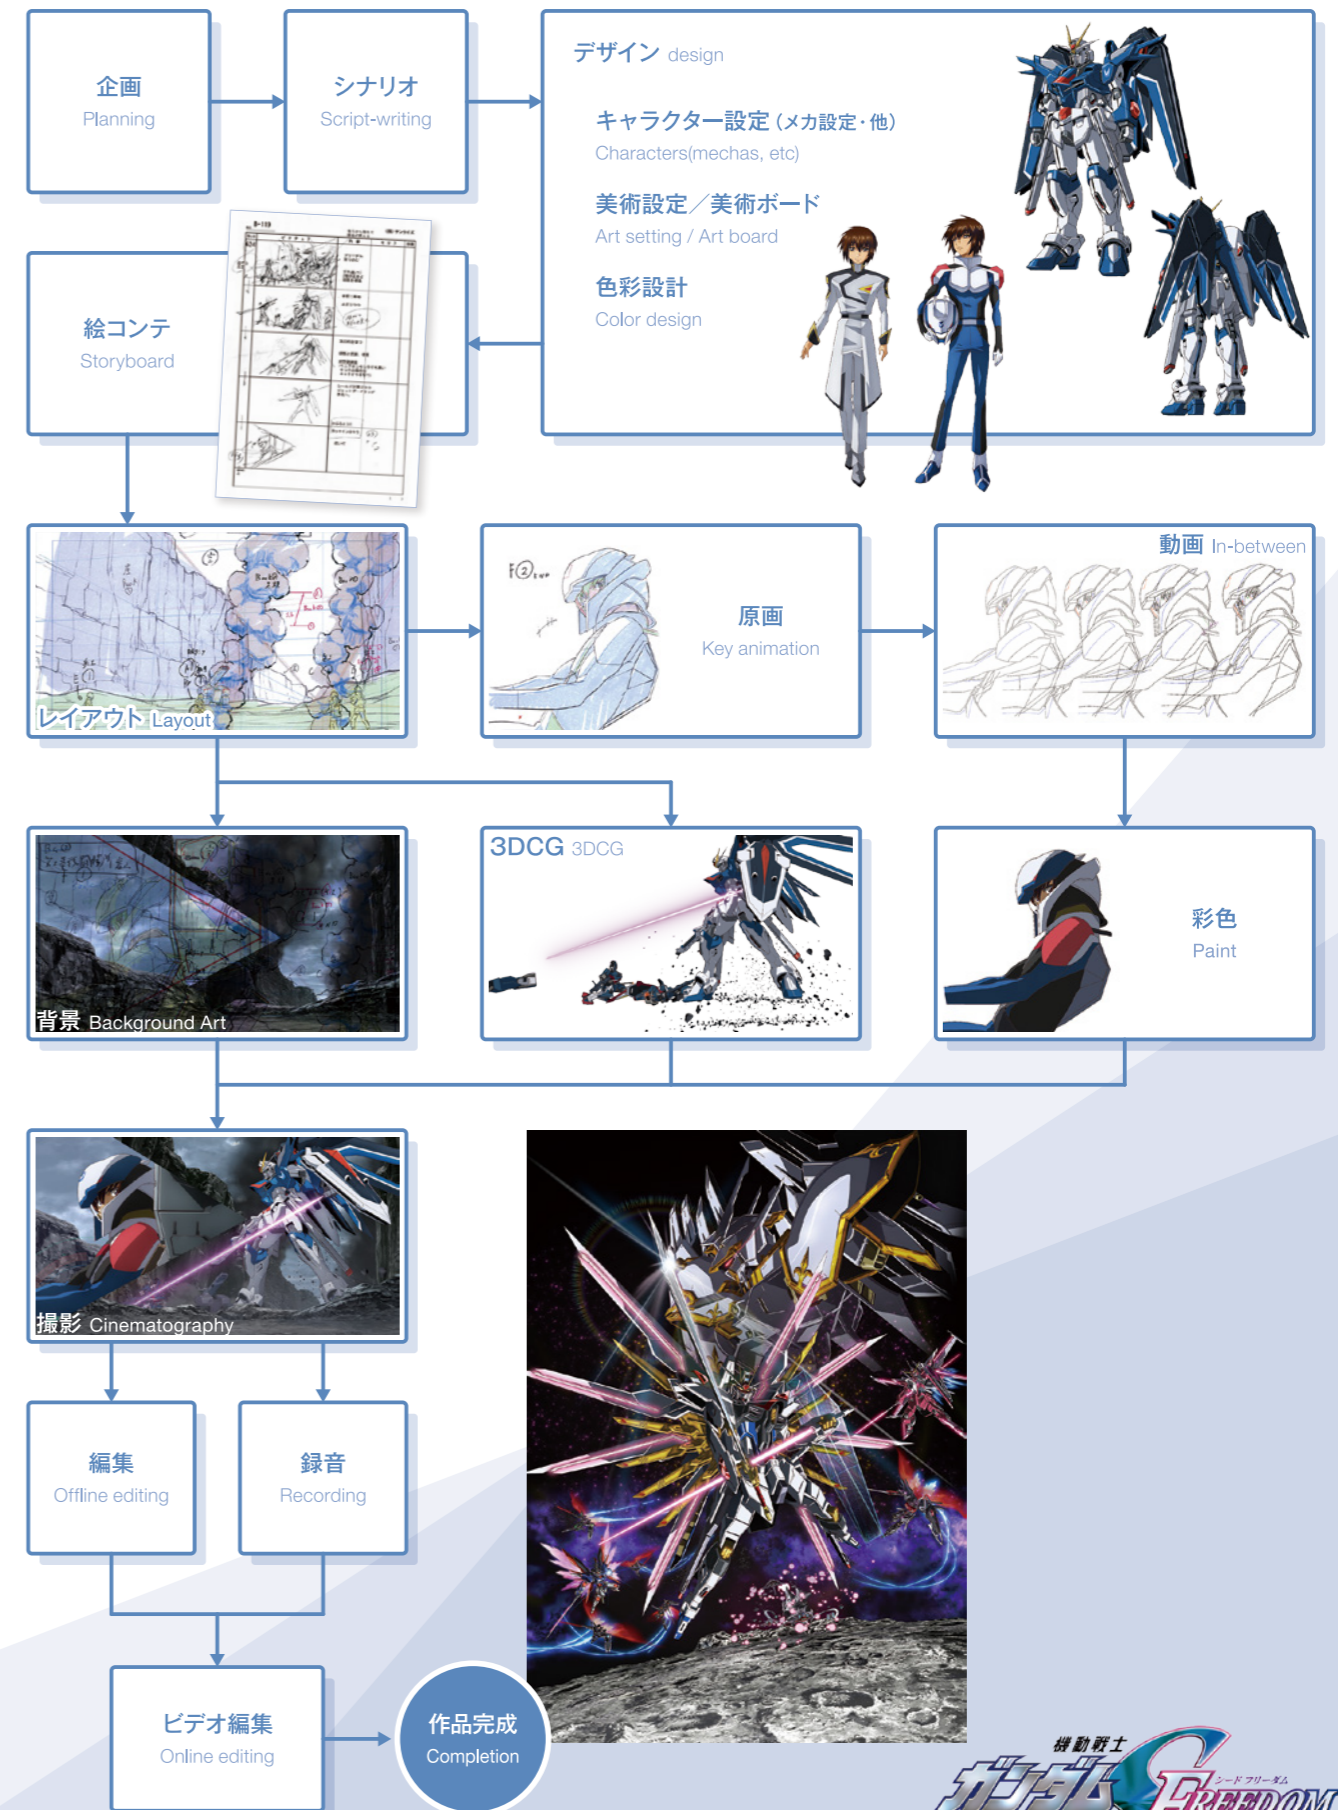 企画
Planning
シナリオ
Script-writing
デザイン design
キャラクター設定(メカ設定・他)
Characters(mechas, etc)
美術設定／美術ボード
Art setting / Art board
色彩設計
Color design
絵コンテ
Storyboard
レイアウト Layout
原画
Key animation
動画 In-between
背景 Background Art
3DCG 3DCG
彩色
Paint
撮影 Cinematography
編集
Offline editing
録音
Recording
ビデオ編集
Online editing
作品完成
Completion
機動戦士
ガンダム
シード フリーダム
FREEDOM